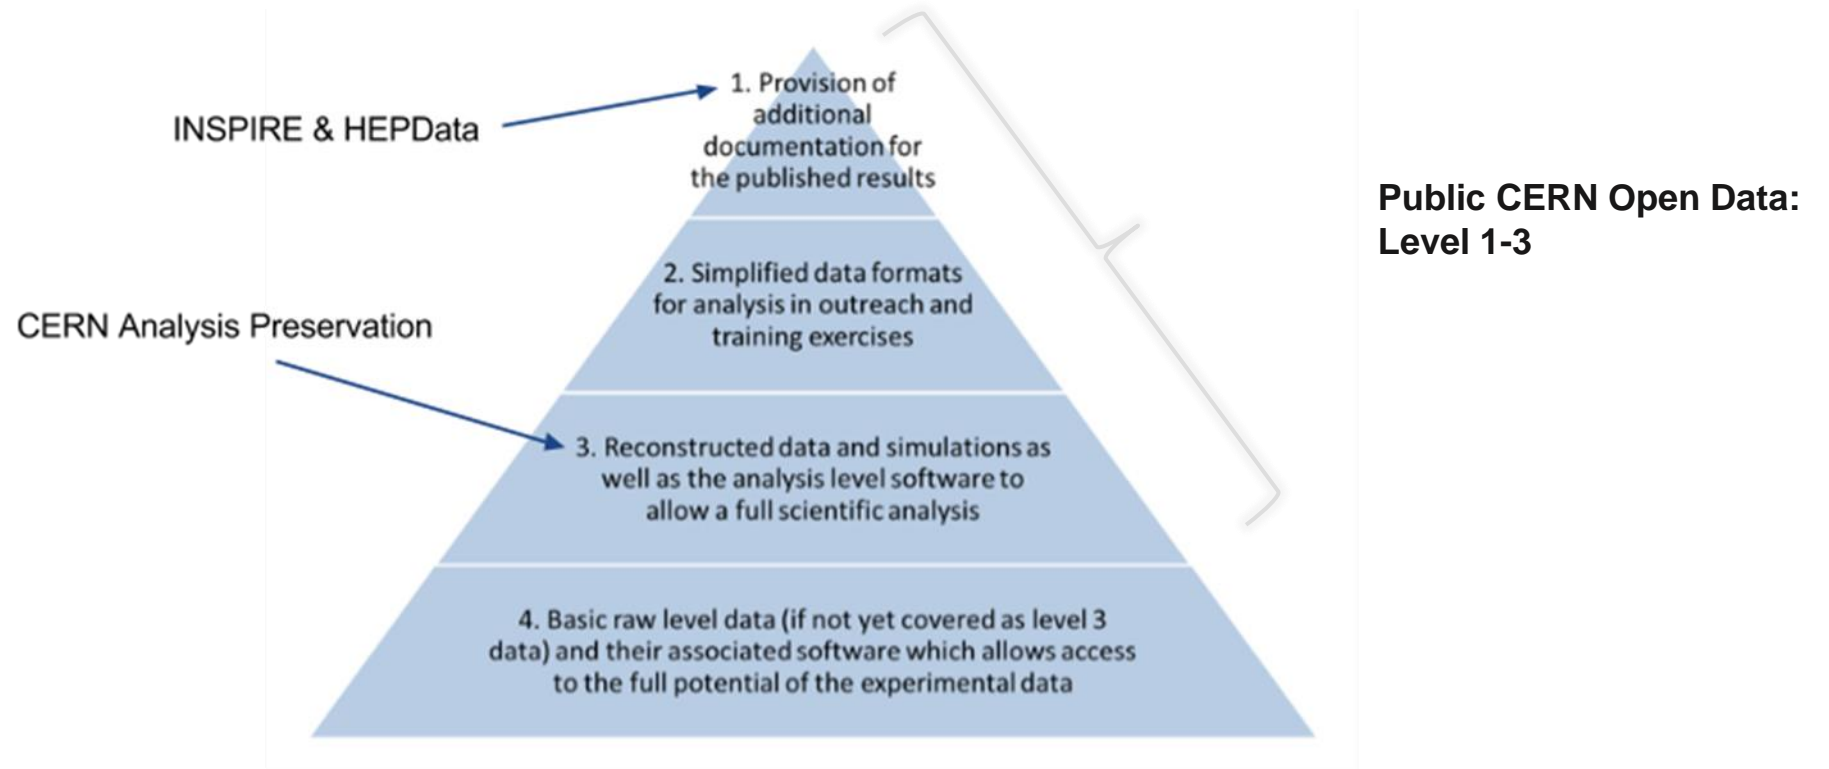 1. Provision of
additional
documentation for
the published results
INSPIRE & HEPData
Public CERN Open Data:
Level 1-3
2. Simplified data formats
for analysis in outreach and
training exercises
CERN Analysis Preservation
3. Reconstructed data and simulations as
well as the analysis level software to
allow a full scientific analysis
4. Basic raw level data (if not yet covered as level 3
data) and their associated software which allows access
to the full potential of the experimental data